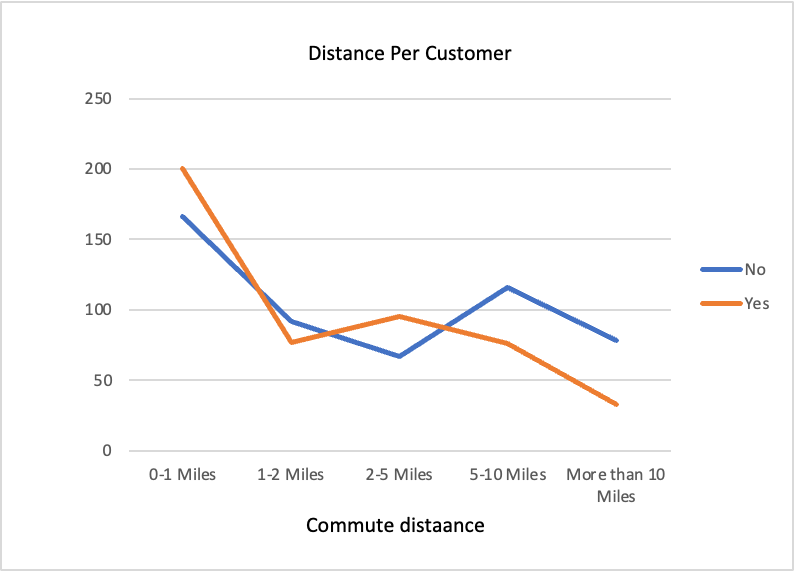 Distance Per Customer
250
200
150
100
50
0
No
Yes
0-1 Miles
1-2 Miles
2-5 Miles
5-10 Miles
More than 10
Miles
Commute distaance